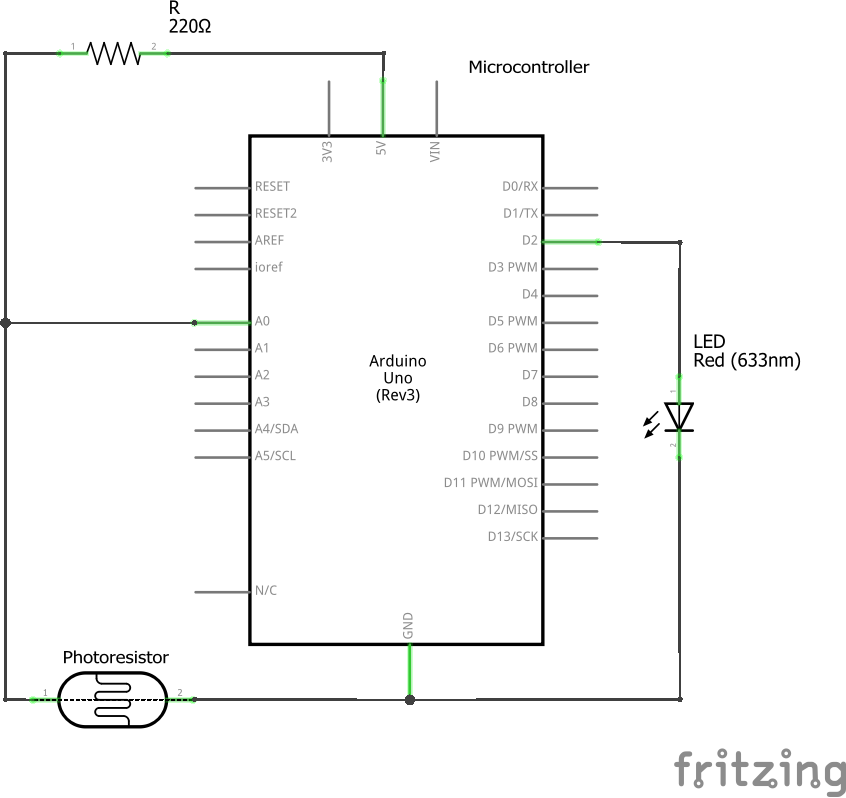 R
220Ω
1
2
Microcontroller
3V3
5V
VIN
RESET
D0/RX
RESET2
D1/TX
AREF
D2
ioref
D3 PWM
D4
A0
D5 PWM
A1
D6 PWM
A2
D7
A3
D8
A4/SDA
D9 PWM
A5/SCL
D10 PWM/SS
D11 PWM/MOSI
D12/MISO
D13/SCK
N/C
GND
Arduino
Uno
(Rev3)
LED
Red (633nm)
1
2
Photoresistor
1
2
fritzing